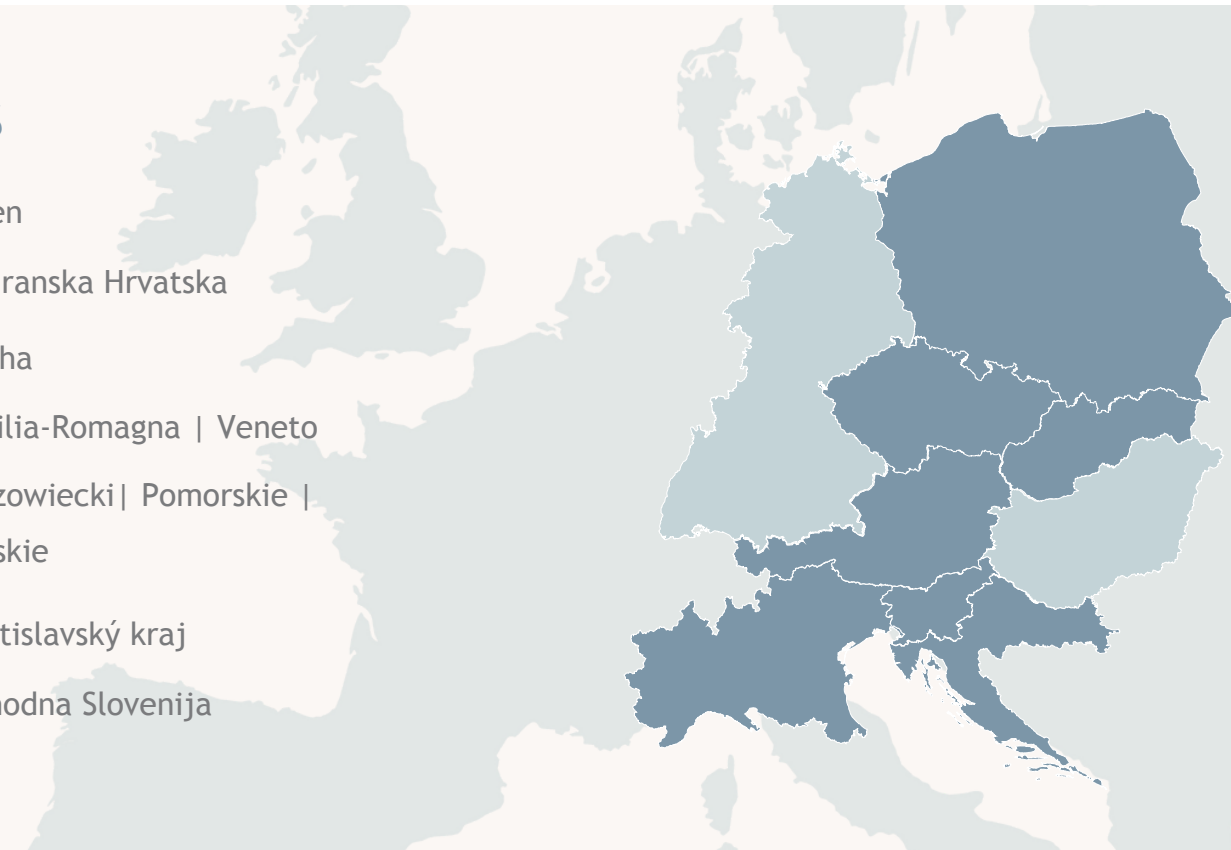 en
ranska Hrvatska
ha
ilia-Romagna | Veneto
zowiecki| Pomorskie |
skie
tislavský kraj
hodna Slovenija